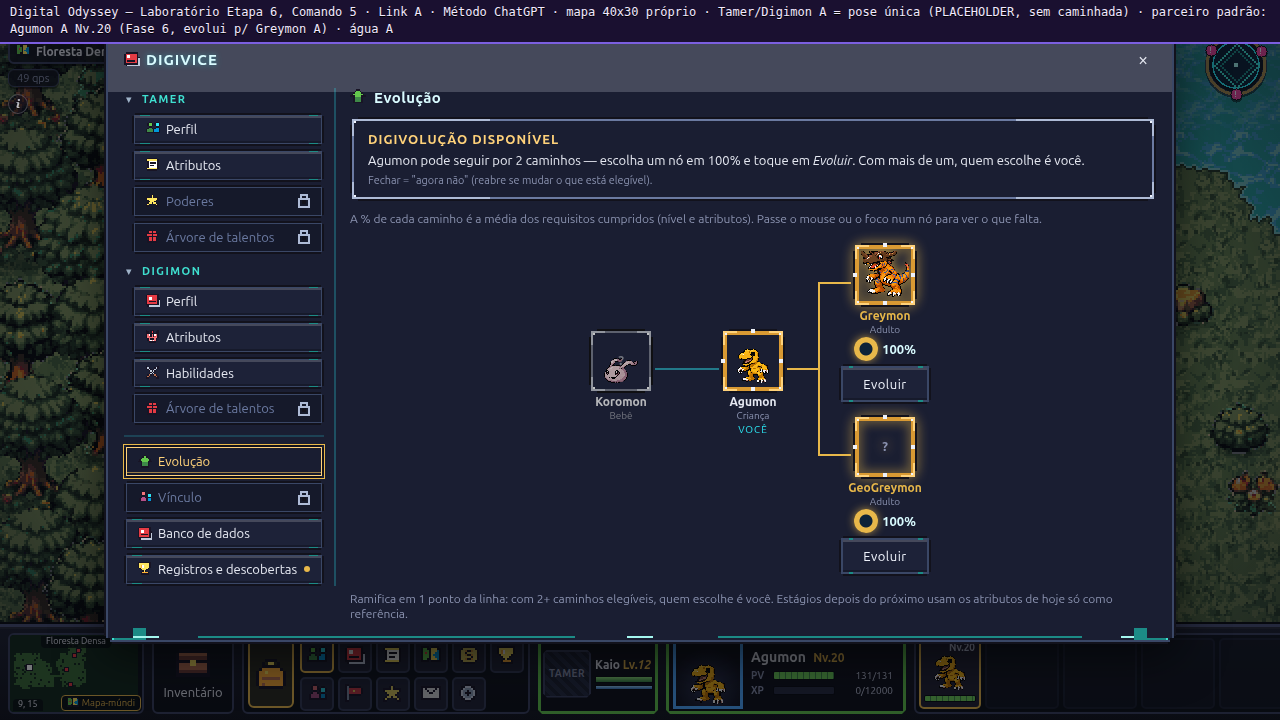 Digital Odyssey — Laboratório Etapa 6, Comando 5 · Link A · Método ChatGPT · mapa 40x30 próprio · Tamer/Digimon A = pose única (PLACEHOLDER, sem caminhada) · parceiro padrão:
Agumon A Nv.20 (Fase 6, evolui p/ Greymon A) · água A
Floresta Den
49 qps
i
DIGIVICE
×
TAMER
Perfil
Atributos
Poderes
Árvore de talentos
DIGIMON
Perfil
Atributos
Habilidades
Árvore de talentos
Evolução
Vínculo
Banco de dados
Registros e descobertas
Evolução
DIGIVOLUÇÃO DISPONÍVEL
Agumon pode seguir por 2 caminhos — escolha um nó em 100% e toque em Evoluir. Com mais de um, quem escolhe é você.
Fechar = "agora não" (reabre se mudar o que está elegível).
A % de cada caminho é a média dos requisitos cumpridos (nível e atributos). Passe o mouse ou o foco num nó para ver o que falta.
Koromon
Bebê
Agumon
Criança
VOCÊ
Greymon
Adulto
100%
Evoluir
?
GeoGreymon
Adulto
100%
Evoluir
Ramifica em 1 ponto da linha: com 2+ caminhos elegíveis, quem escolhe é você. Estágios depois do próximo usam os atributos de hoje só como
referência.
Floresta Densa
9, 15
Mapa-múndi
Inventário
TAMER
Kaio Lv.12
Agumon Nv.20
PV 131/131
XP 0/12000
Nv.20